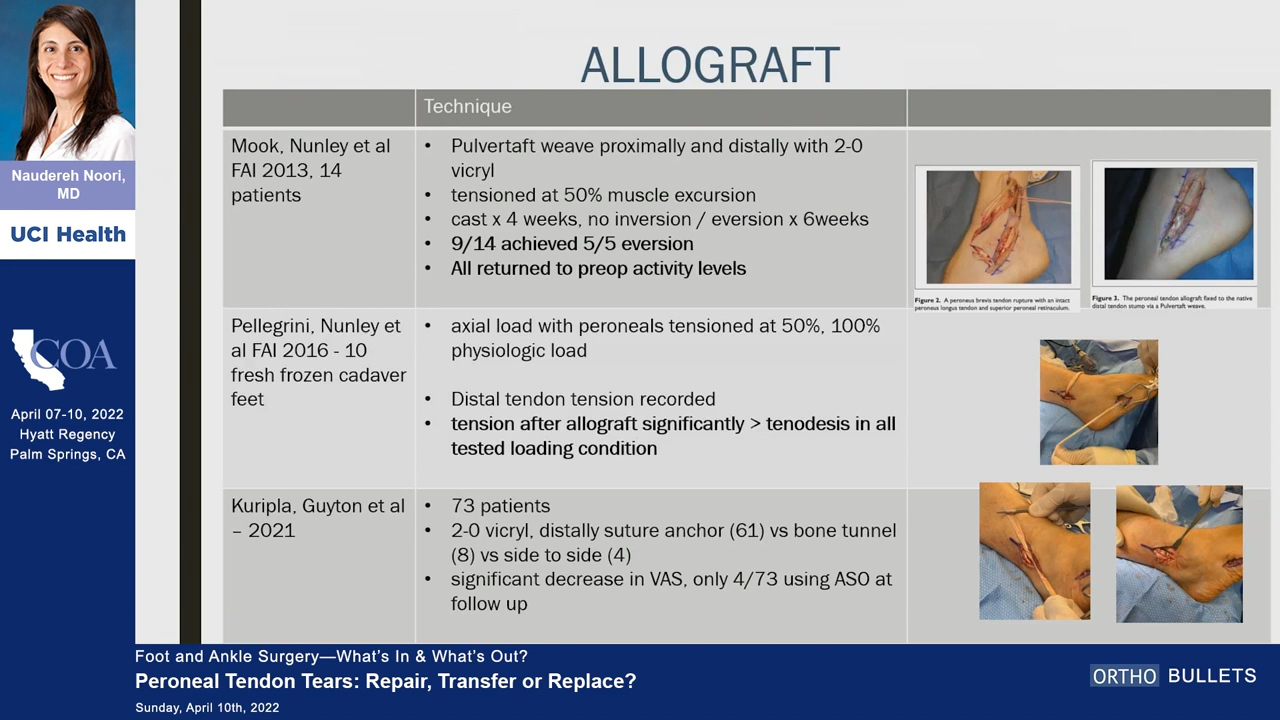 Naudereh Noori,
MD
UCI Health
COA
April 07-10, 2022
Hyatt Regency
Palm Springs, CA
ALLOGRAFT
Technique
Mook, Nunley et al
FAI 2013, 14
patients
• Pulvertaft weave proximally and distally with 2-0
vicryl
• tensioned at 50% muscle excursion
• cast x 4 weeks, no inversion / eversion x 6weeks
• 9/14 achieved 5/5 eversion
• All returned to preop activity levels
Figure 2. A peroneus brevis tendon rupture with an intact
peroneus longus tendon and superior peroneal retinaculum.
Figure 3. The peroneal tendon allograft fixed to the native
distal tendon stump via a Pulvertaft weave.
Pellegrini, Nunley et
al FAI 2016 - 10
fresh frozen cadaver
feet
• axial load with peroneals tensioned at 50%, 100%
physiologic load
• Distal tendon tension recorded
• tension after allograft significantly > tenodesis in all
tested loading condition
Kuripla, Guyton et al
– 2021
• 73 patients
• 2-0 vicryl, distally suture anchor (61) vs bone tunnel
(8) vs side to side (4)
• significant decrease in VAS, only 4/73 using ASO at
follow up
Foot and Ankle Surgery—What's In & What's Out?
Peroneal Tendon Tears: Repair, Transfer or Replace?
Sunday, April 10th, 2022
ORTHO BULLETS